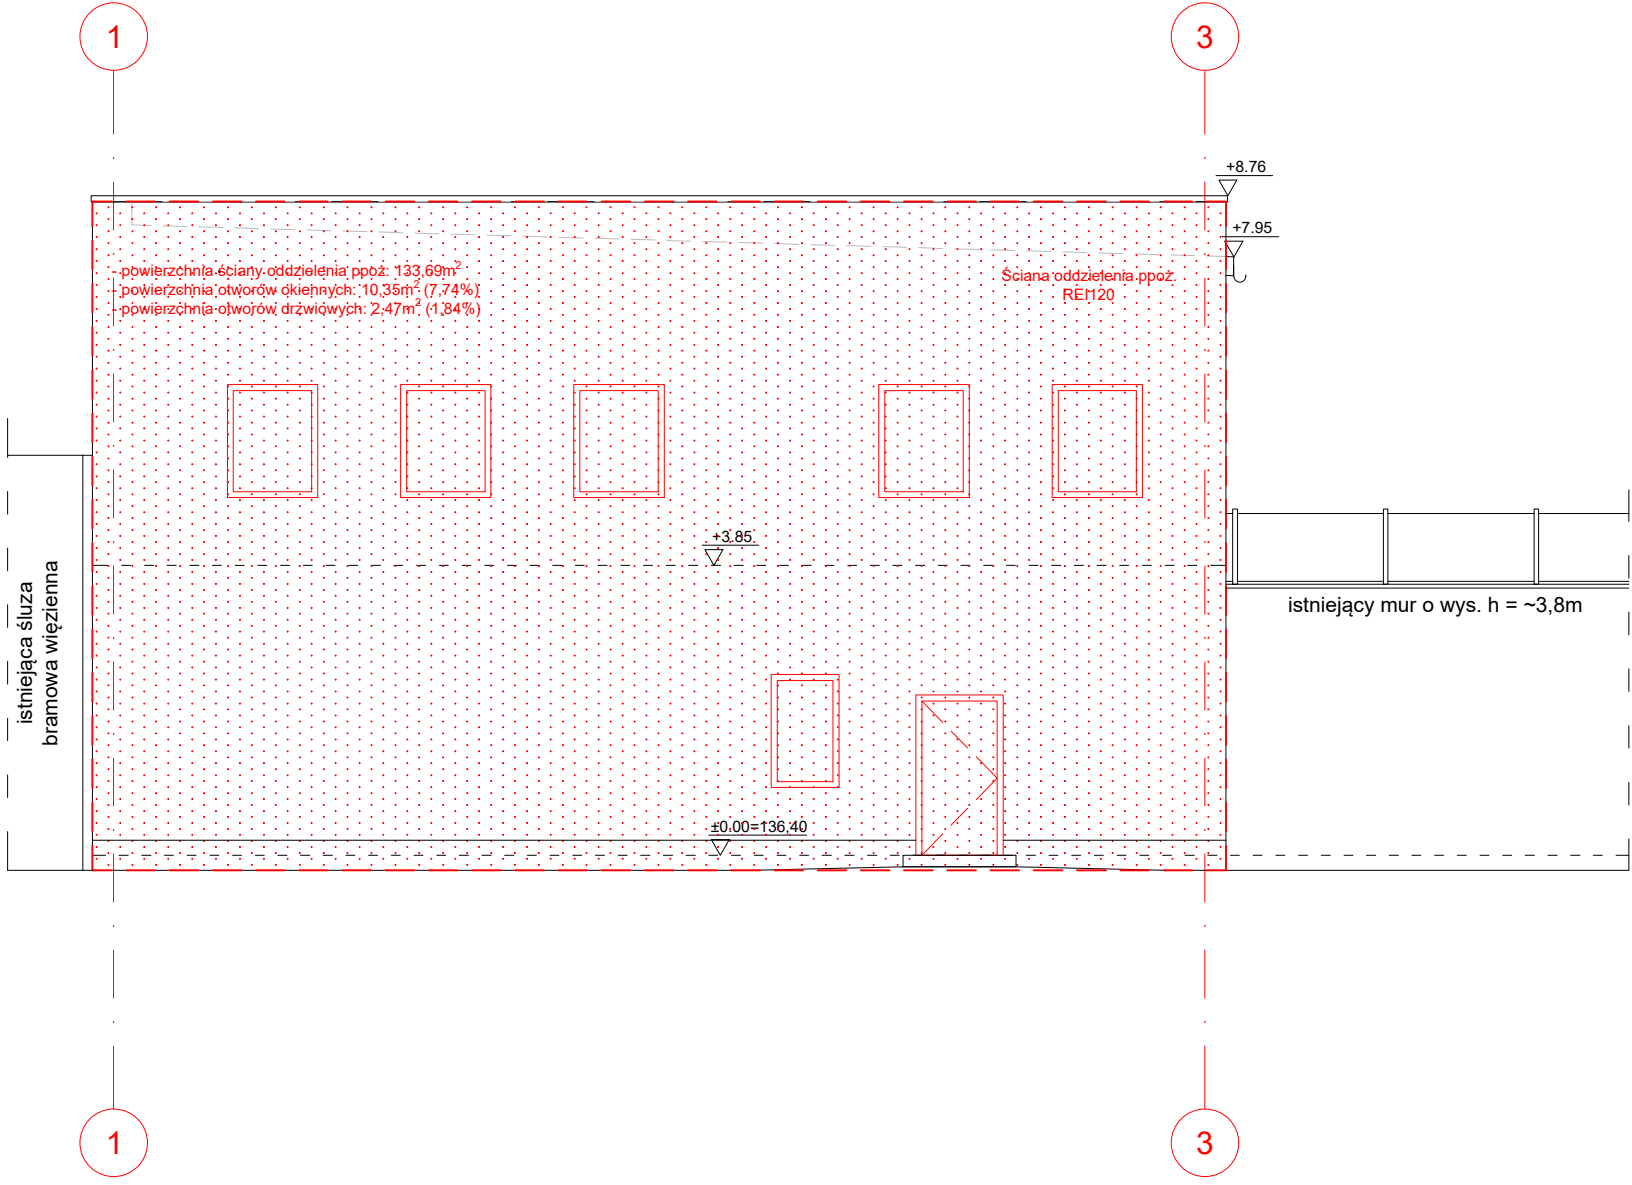 1
3
+8.76
+7.95
- powierzchnia ściany oddzielenia ppoż: 133,69m²
- powierzchnia otworów okiennych: 10,35m² (7,74%)
- powierzchnia otworów drzwiowych: 2,47m² (1,84%)
Ściana oddzielenia ppoż.
REI120
+3.85
istniejąca śluza
bramowa więzienna
istniejący mur o wys. h = ~3,8m
±0.00=136,40
1
3